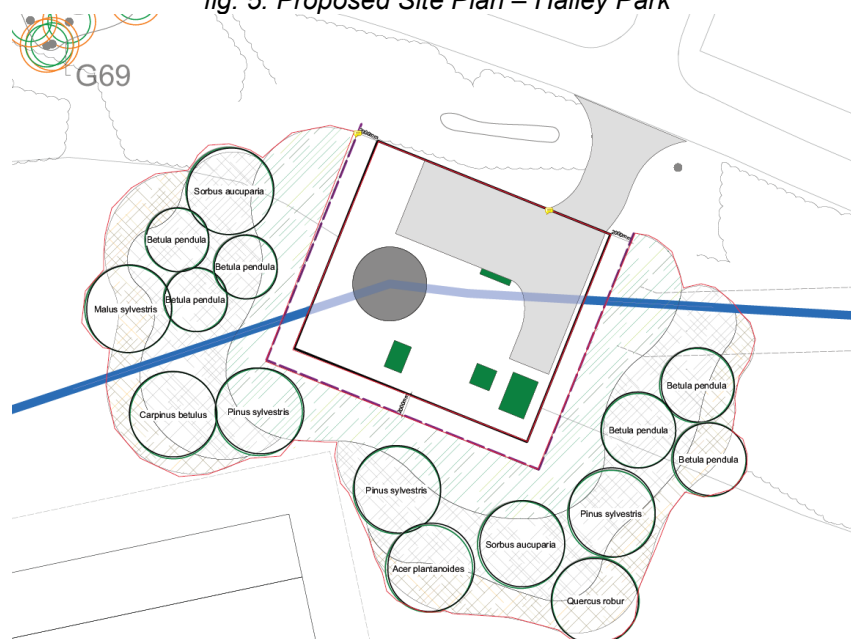 fig. 5. Proposed Site Plan – Hailey Park
G69
Sorbus aucuparia
Betula pendula
Betula pendula
Betula pendula
Malus sylvestris
Carpinus betulus
Pinus sylvestris
Betula pendula
Betula pendula
Betula pendula
Pinus sylvestris
Pinus sylvestris
Sorbus aucuparia
Acer plantanoides
Quercus robur